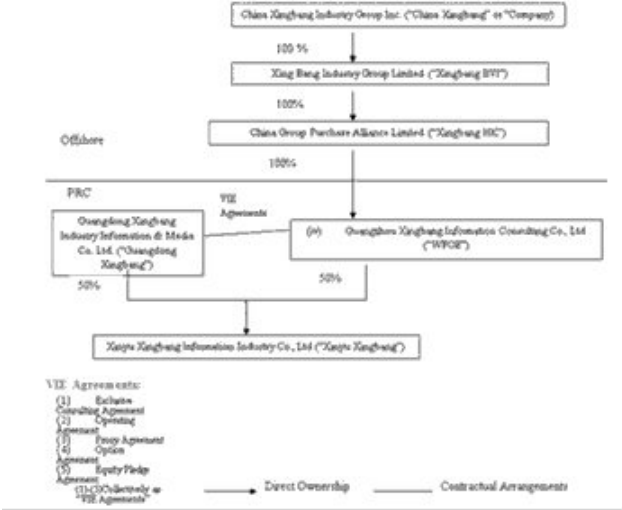 China Xingbang Industry Group Inc. ("China Xingbang" or "Company")
100 %
Xing Bang Industry Group Limited ("Xingbang BVI")
100%
China Group Purchase Alliance Limited ("Xingbang HK")
Offshore
100%
PRC
VIE
Agreements
Guangdong Xingbang
Industry Information & Media
Co. Ltd. ("Guangdong
Xingbang")
(iv) Guangzhou Xingbang Information Consulting Co., Ltd
("WFOE")
50%
50%
Xinyu Xingbang Information Industry Co., Ltd ("Xinyu Xingbang")
VIE Agreements:
(1) Exclusive
Consulting Agreement
(2) Operating
Agreement
(3) Proxy Agreement
(4) Option
Agreement
(5) Equity Pledge
Agreement
Collectively as
"VIE Agreements"
Direct Ownership
Contractual Arrangements